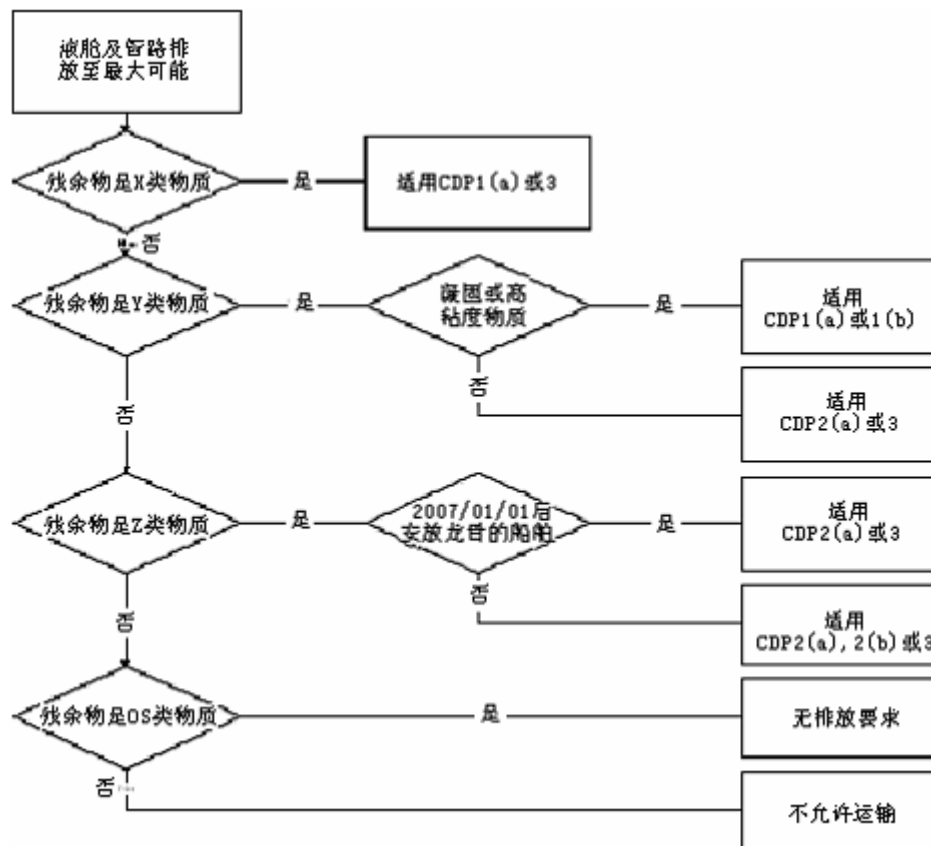 液舱及管路排
放至最大可能
残余物是X类物质
是
适用CDP1(a)或3
否
残余物是Y类物质
是
凝固或高
粘度物质
是
适用
CDP1(a)或1(b)
否
适用
CDP2(a)或3
否
残余物是Z类物质
是
2007/01/01后
安放龙骨的船舶
是
适用
CDP2(a)或3
否
适用
CDP2(a),2(b)或3
否
残余物是OS类物质
是
无排放要求
否
不允许运输